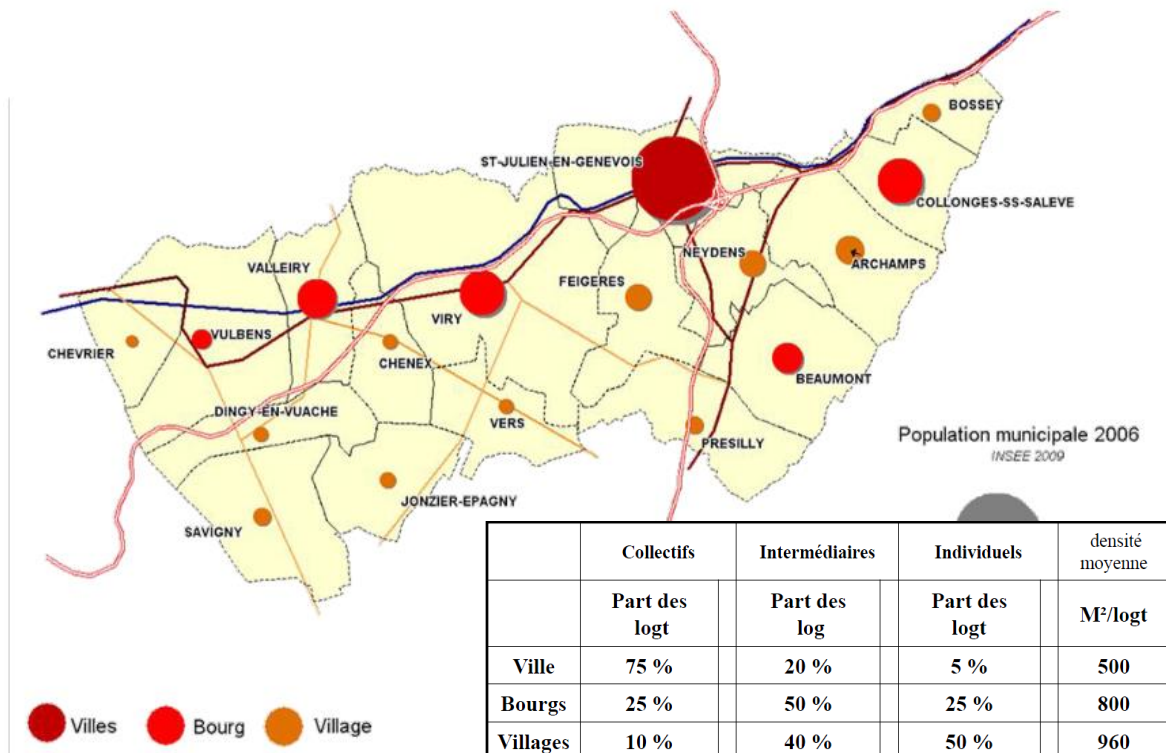 BOSSEY
ST-JULIEN-EN-GENEVOIS
COLLONGES-SS-SALEVE
NEYDENS
ARCHAMPS
VALLEIRY
FEIGERES
VIRY
VULBENS
CHEVRIER
CHENEX
BEAUMONT
DINGY-EN-VUACHE
VERS
PRESILLY
Population municipale 2006
INSEE 2009
JONZIER-EPAGNY
SAVIGNY
Collectifs Intermédiaires Individuels densité
moyenne
Part des Part des Part des M²/logt
logt log logt
Ville 75 % 20 % 5 % 500
Bourgs 25 % 50 % 25 % 800
Villages 10 % 40 % 50 % 960
Villes Bourg Village